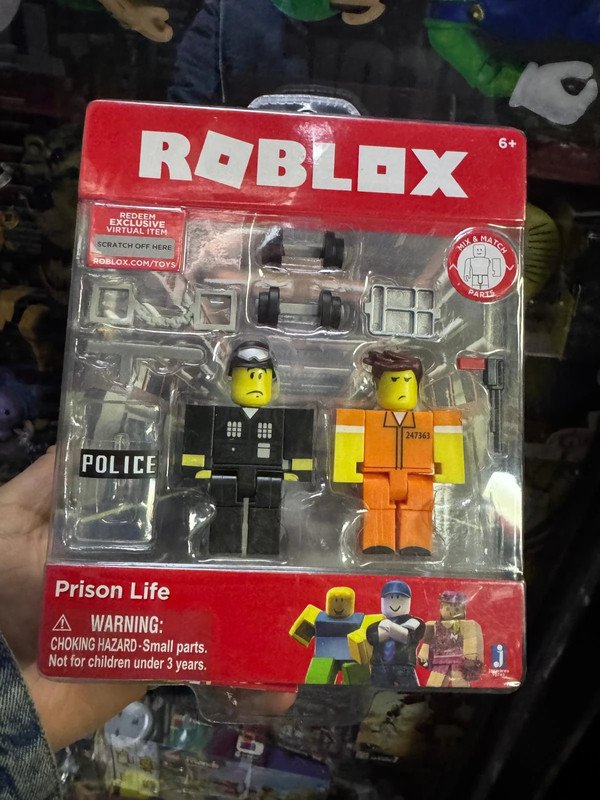 ROBLOX
6+
REDEEM
EXCLUSIVE
VIRTUAL ITEM
SCRATCH OFF HERE
ROBLOX.COM/TOYS
MIX & MATCH
PARTS
POLICE
247363
Prison Life
WARNING:
CHOKING HAZARD-Small parts.
Not for children under 3 years.